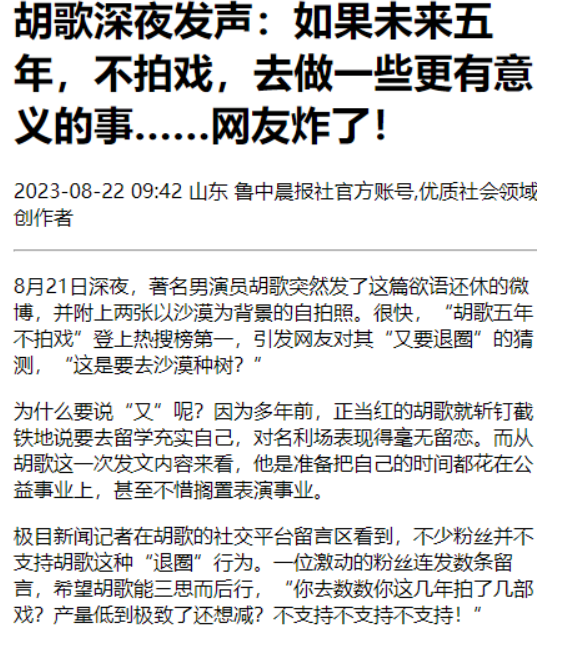 胡歌深夜发声：如果未来五
年，不拍戏，去做一些更有意
义的事……网友炸了！
2023-08-22 09:42 山东 鲁中晨报社官方账号,优质社会领域
创作者
8月21日深夜，著名男演员胡歌突然发了这篇欲语还休的微
博，并附上两张以沙漠为背景的自拍照。很快，“胡歌五年
不拍戏”登上热搜榜第一，引发网友对其“又要退圈”的猜
测，“这是要去沙漠种树？”
为什么要说“又”呢？因为多年前，正当红的胡歌就斩钉截
铁地说要去留学充实自己，对名利场表现得毫无留恋。而从
胡歌这一次发文内容来看，他是准备把自己的时间都花在公
益事业上，甚至不惜搁置表演事业。
极目新闻记者在胡歌的社交平台留言区看到，不少粉丝并不
支持胡歌这种“退圈”行为。一位激动的粉丝连发数条留
言，希望胡歌能三思而后行，“你去数数你这几年拍了几部
戏？产量低到极致了还想减？不支持不支持不支持！”